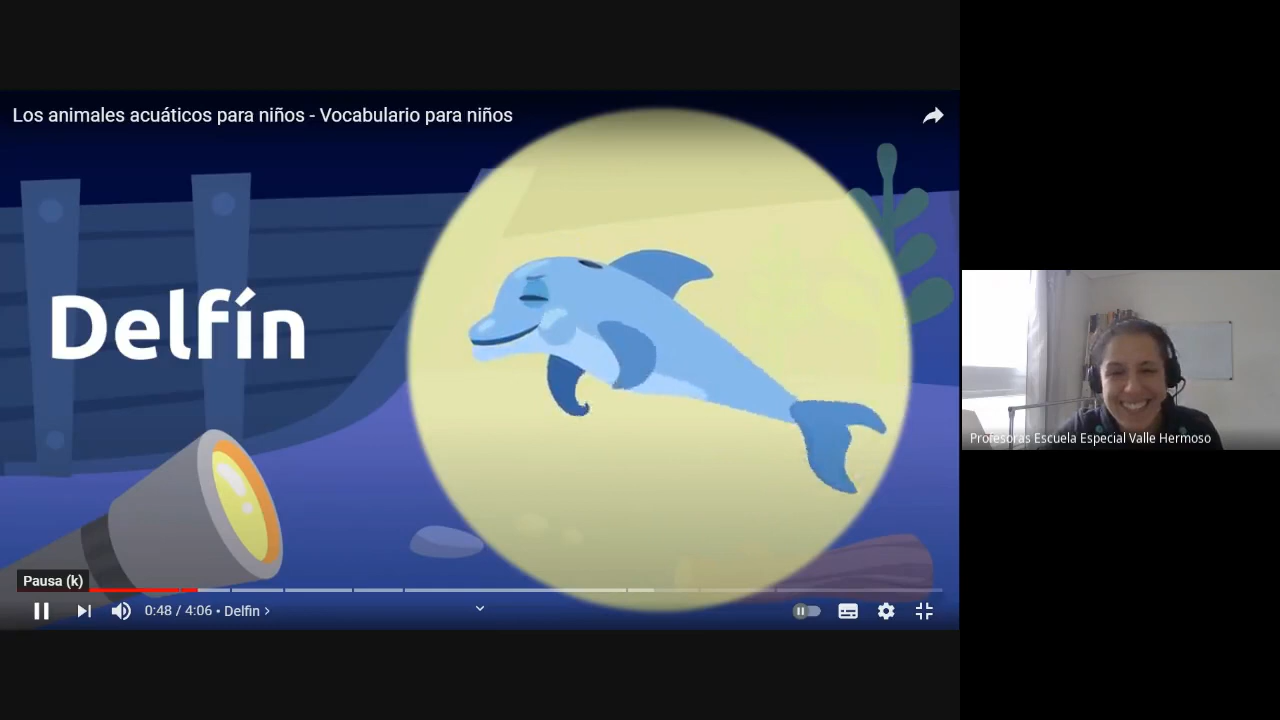 Los animales acuáticos para niños - Vocabulario para niños
Delfín
Pausa (k)
0:48 / 4:06 • Delfin >
Profesoras Escuela Especial Valle Hermoso